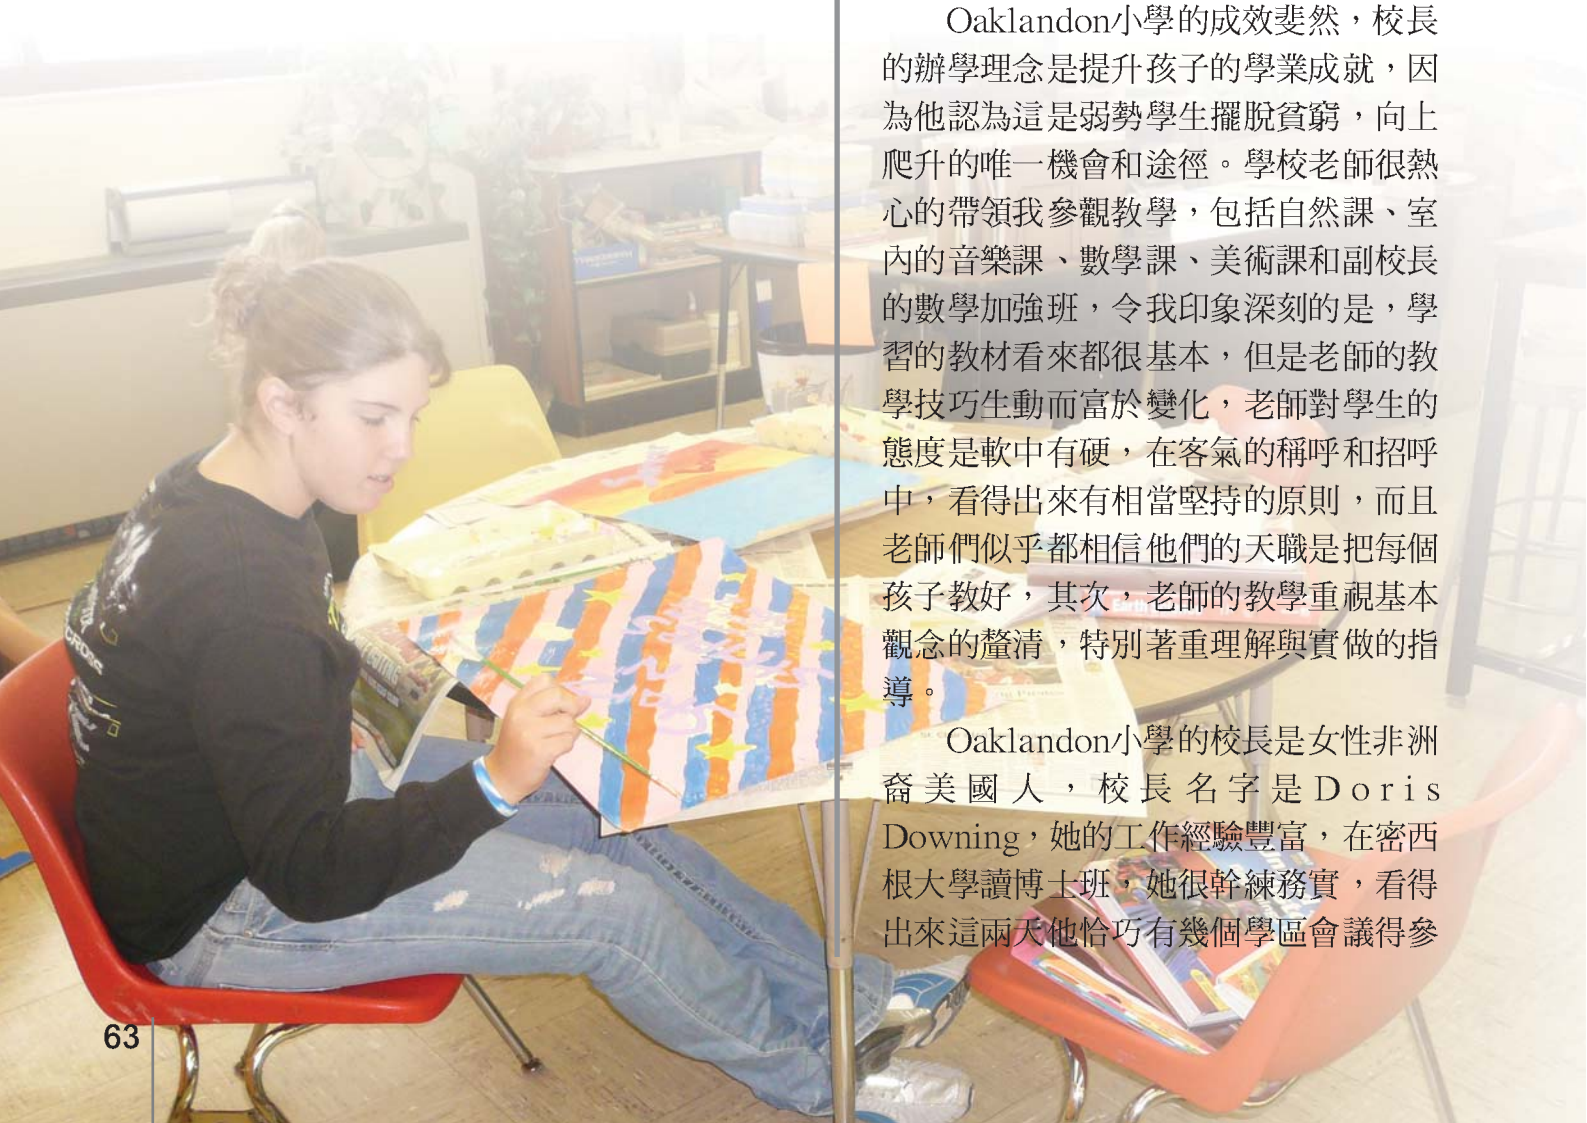 Oaklandon小學的成效斐然，校長
的辦學理念是提升孩子的學業成就，因
為他認為這是弱勢學生擺脫貧窮，向上
爬升的唯一機會和途徑。學校老師很熱
心的帶領我參觀教學，包括自然課、室
內的音樂課、數學課、美術課和副校長
的數學加強班，令我印象深刻的是，學
習的教材看來都很基本，但是老師的教
學技巧生動而富於變化，老師對學生的
態度是軟中有硬，在客氣的稱呼和招呼
中，看得出來有相當堅持的原則，而且
老師們似乎都相信他們的天職是把每個
孩子教好，其次，老師的教學重視基本
觀念的釐清，特別著重理解與實做的指
導。
Oaklandon小學的校長是女性非洲
裔美國人，校長名字是Doris
Downing，她的工作經驗豐富，在密西
根大學讀博士班，她很幹練務實，看得
出來這兩天他恰巧有幾個學區會議得參
63
CROSS
Earth